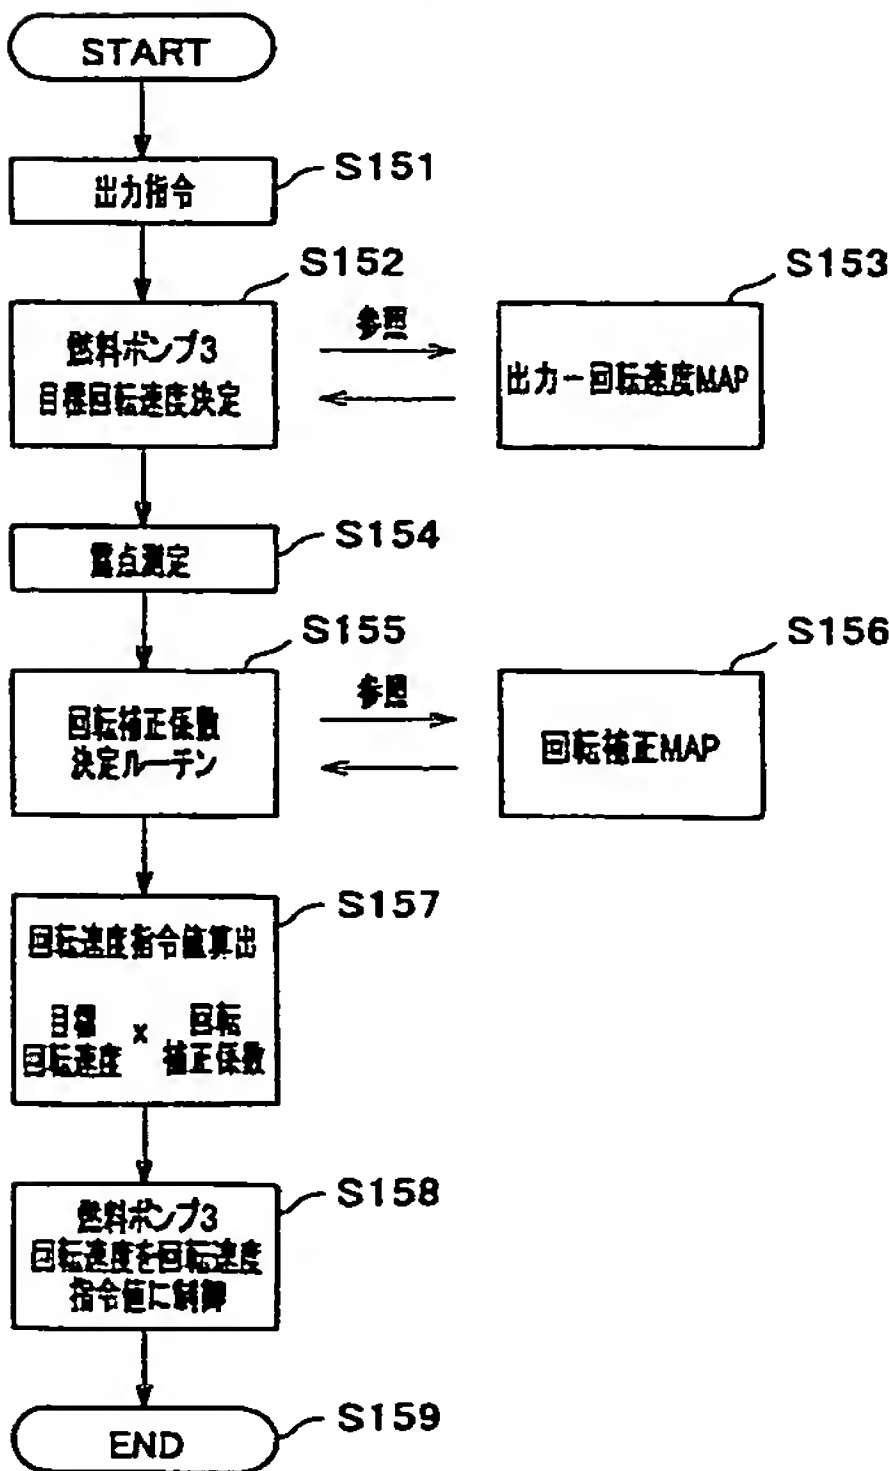 START
S151
出力指令
S152
S153
燃料ポンプ3
目標回転速度決定
参照
出力ー回転速度MAP
S154
露点測定
S155
S156
回転補正係数
決定ルーチン
参照
回転補正MAP
S157
回転速度指令値算出
目標
回転速度
x
回転
補正係数
S158
燃料ポンプ3
回転速度を回転速度
指令値に制御
S159
END